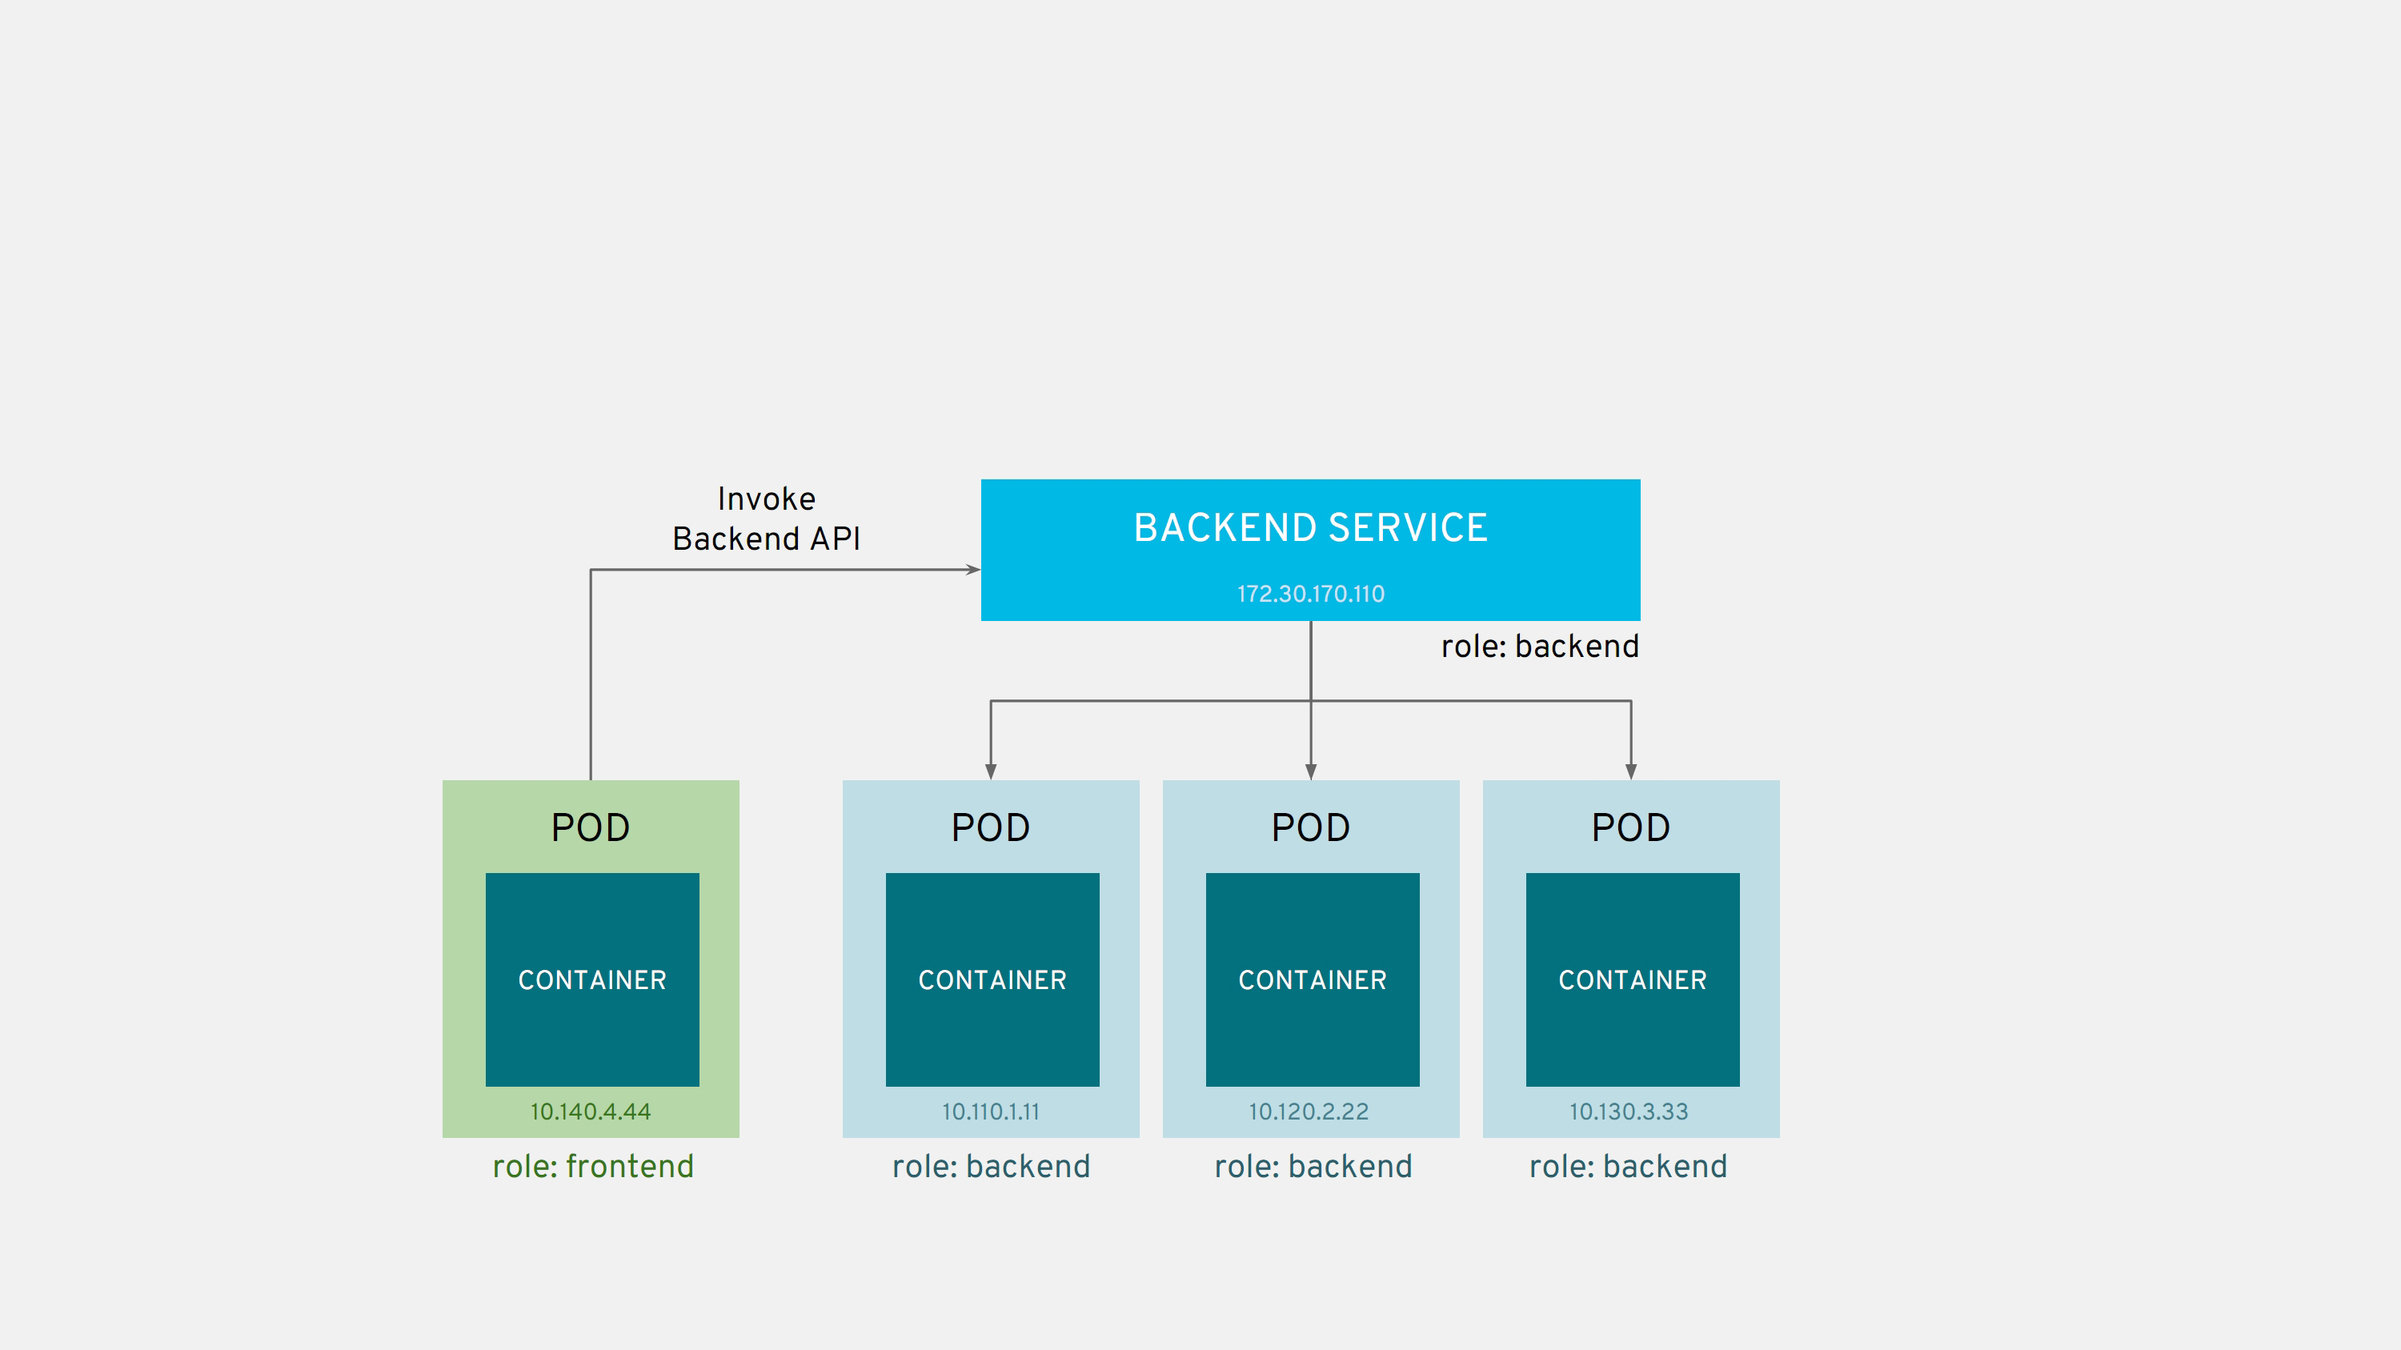 Invoke
Backend API
BACKEND SERVICE
172.30.170.110
role: backend
POD
CONTAINER
10.140.4.44
role: frontend
POD
CONTAINER
10.110.1.11
role: backend
POD
CONTAINER
10.120.2.22
role: backend
POD
CONTAINER
10.130.3.33
role: backend